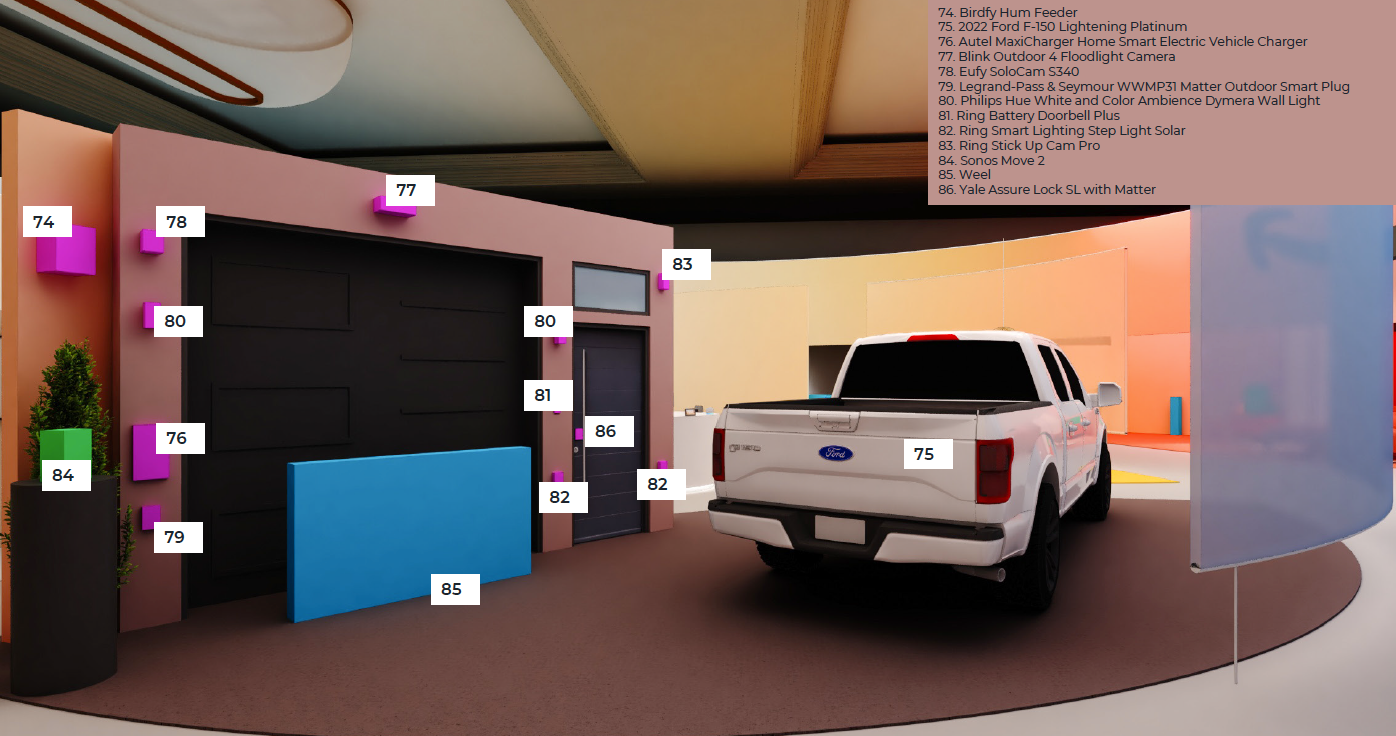 74. Birdfy Hum Feeder
75. 2022 Ford F-150 Lightening Platinum
76. Autel MaxiCharger Home Smart Electric Vehicle Charger
77. Blink Outdoor 4 Floodlight Camera
78. Eufy SoloCam S340
79. Legrand-Pass & Seymour WWMP31 Matter Outdoor Smart Plug
80. Philips Hue White and Color Ambience Dymera Wall Light
81. Ring Battery Doorbell Plus
82. Ring Smart Lighting Step Light Solar
83. Ring Stick Up Cam Pro
84. Sonos Move 2
85. Weel
86. Yale Assure Lock SL with Matter
77
74
78
83
80
80
81
86
76
75
84
82
82
79
85
Ford